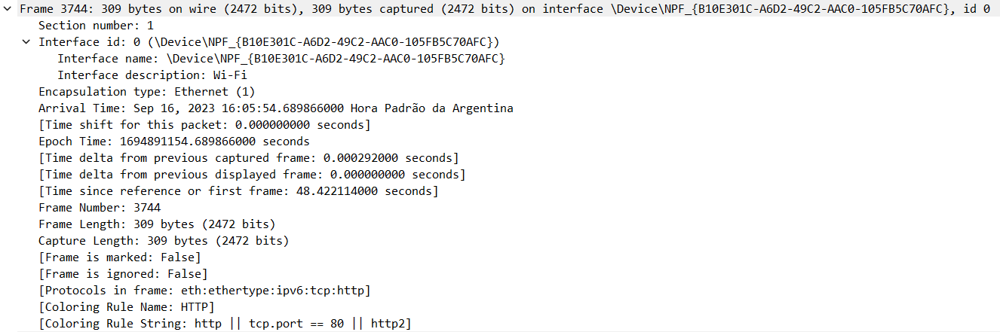 Frame 3744: 309 bytes on wire (2472 bits), 309 bytes captured (2472 bits) on interface \Device\NPF_{B10E301C-A6D2-49C2-AAC0-105FB5C70AFC}, id 0
Section number: 1
Interface id: 0 (\Device\NPF_{B10E301C-A6D2-49C2-AAC0-105FB5C70AFC})
Interface name: \Device\NPF_{B10E301C-A6D2-49C2-AAC0-105FB5C70AFC}
Interface description: Wi-Fi
Encapsulation type: Ethernet (1)
Arrival Time: Sep 16, 2023 16:05:54.689866000 Hora Padrão da Argentina
[Time shift for this packet: 0.000000000 seconds]
Epoch Time: 1694891154.689866000 seconds
[Time delta from previous captured frame: 0.000292000 seconds]
[Time delta from previous displayed frame: 0.000000000 seconds]
[Time since reference or first frame: 48.422114000 seconds]
Frame Number: 3744
Frame Length: 309 bytes (2472 bits)
Capture Length: 309 bytes (2472 bits)
[Frame is marked: False]
[Frame is ignored: False]
[Protocols in frame: eth:ethertype:ipv6:tcp:http]
[Coloring Rule Name: HTTP]
[Coloring Rule String: http || tcp.port == 80 || http2]